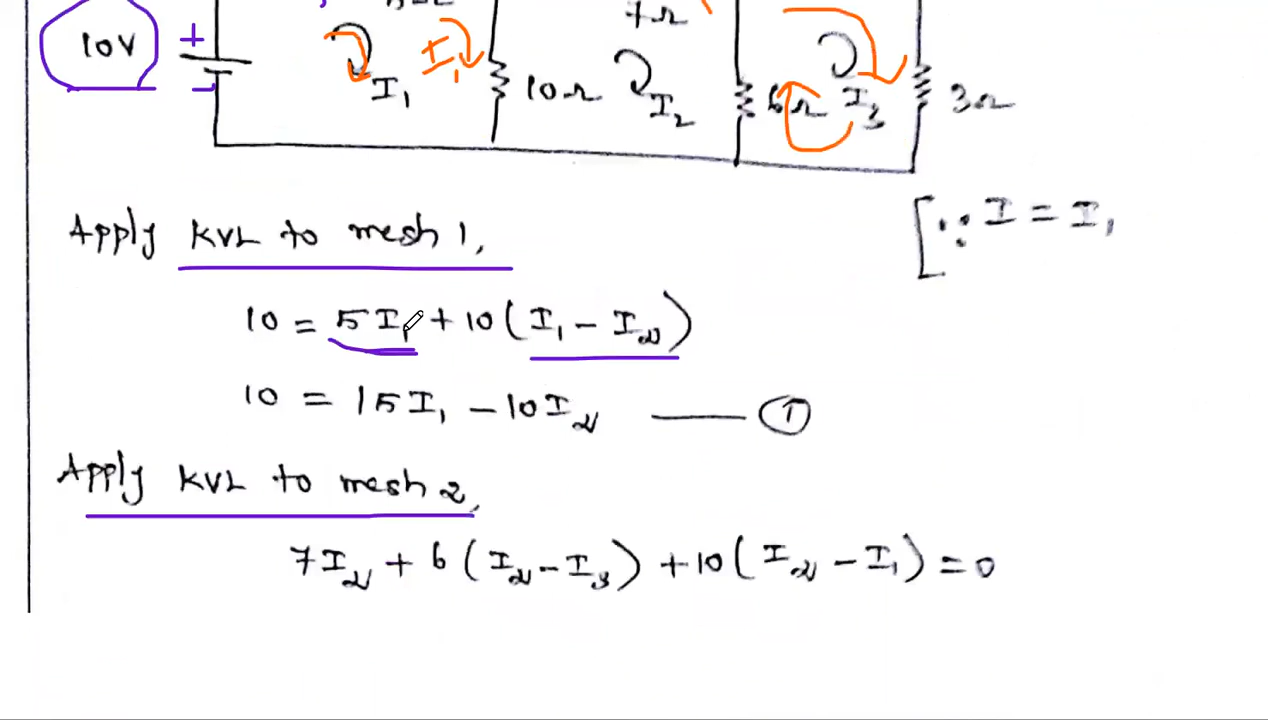 7Ω
10V + -
I₁ I₁ 10Ω I₂ 6Ω I₃ 3Ω
[∵ I = I₁
Apply KVL to mesh 1,
10 = 5I₁ + 10(I₁ - I₂)
10 = 15I₁ - 10I₂ —— ①
Apply KVL to mesh 2,
7I₂ + 6(I₂ - I₃) + 10(I₂ - I₁) = 0